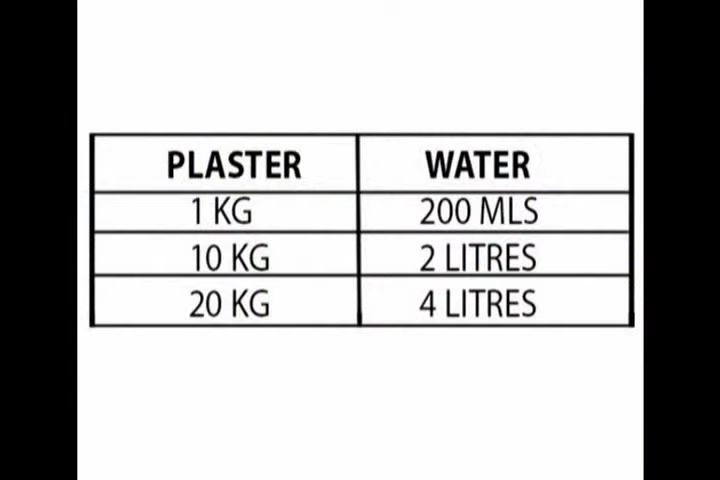 PLASTER WATER
1 KG 200 MLS
10 KG 2 LITRES
20 KG 4 LITRES